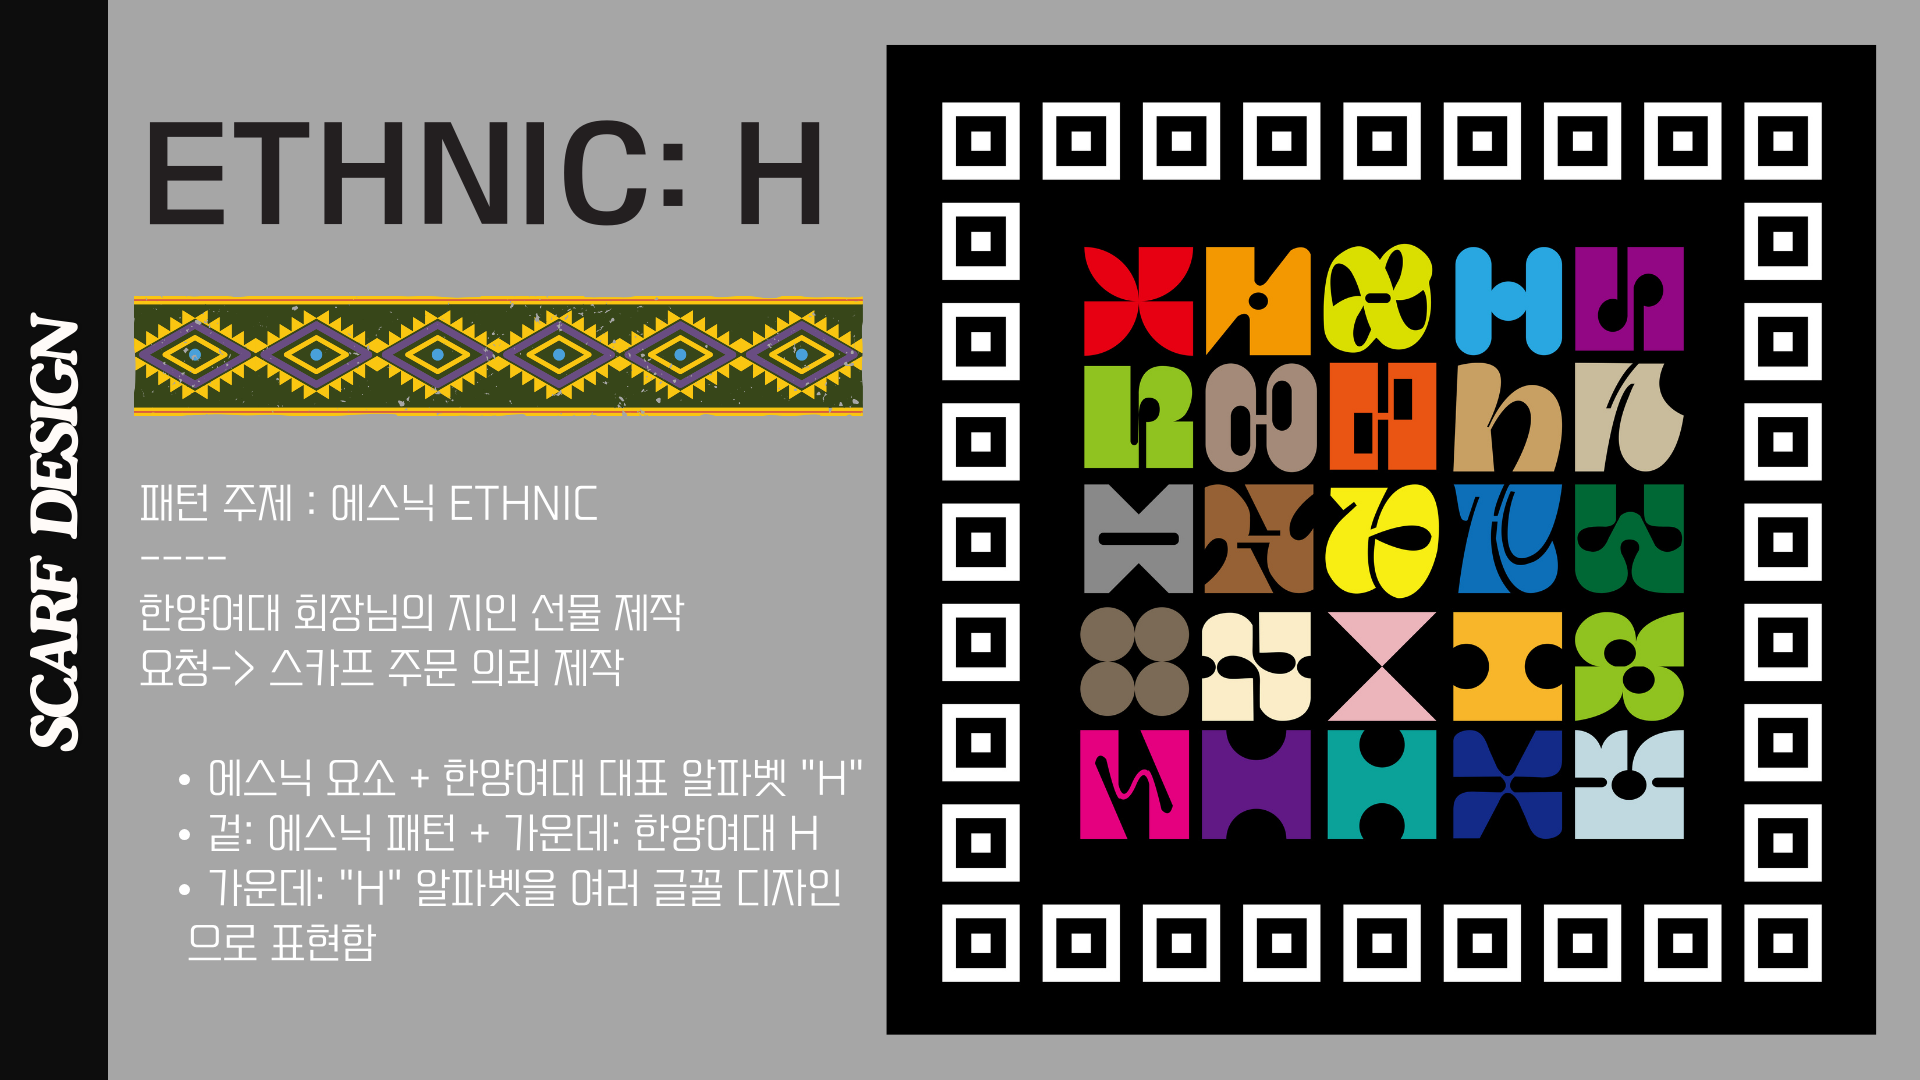 SCARF DESIGN
ETHNIC: H
패턴 주제 : 에스닉 ETHNIC
----
한양여대 회장님의 지인 선물 제작
요청-> 스카프 주문 의뢰 제작
• 에스닉 요소 + 한양여대 대표 알파벳 "H"
• 겉: 에스닉 패턴 + 가운데: 한양여대 H
• 가운데: "H" 알파벳을 여러 글꼴 디자인
으로 표현함